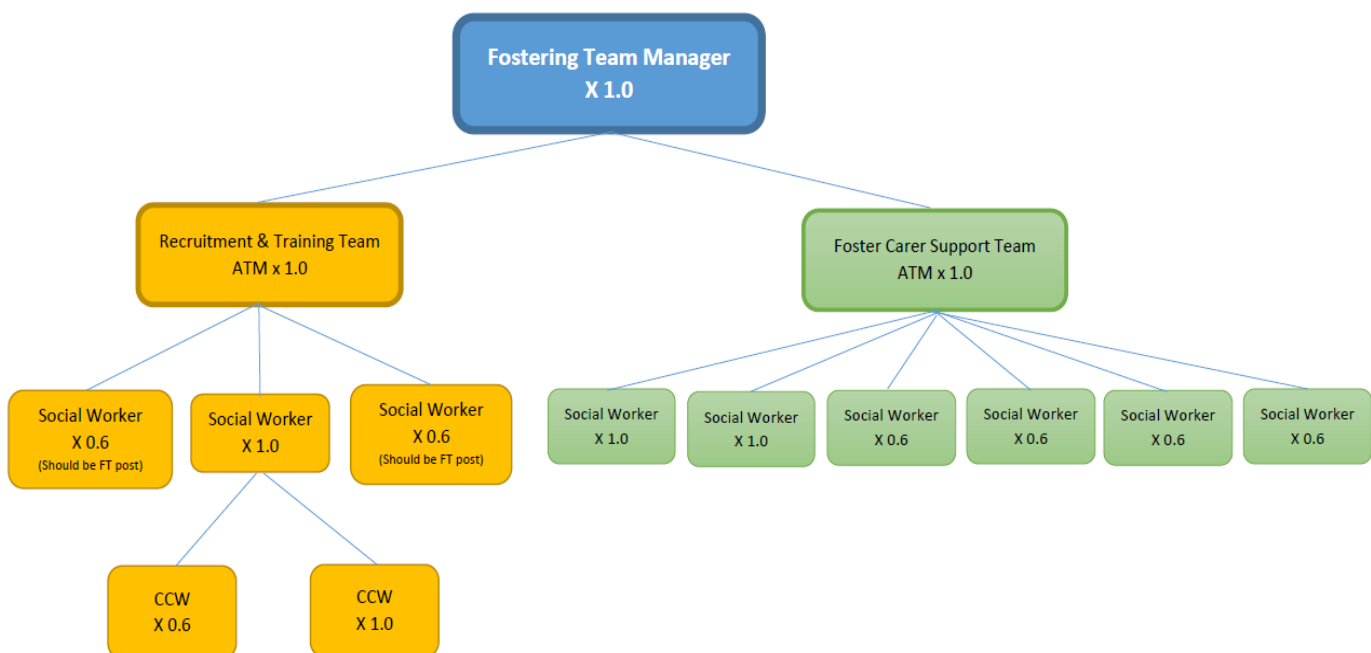 Fostering Team Manager
X 1.0
Recruitment & Training Team
ATM x 1.0
Foster Carer Support Team
ATM x 1.0
Social Worker
X 0.6
(Should be FT post)
Social Worker
X 1.0
Social Worker
X 0.6
(Should be FT post)
Social Worker
X 1.0
Social Worker
X 1.0
Social Worker
X 0.6
Social Worker
X 0.6
Social Worker
X 0.6
Social Worker
X 0.6
CCW
X 0.6
CCW
X 1.0